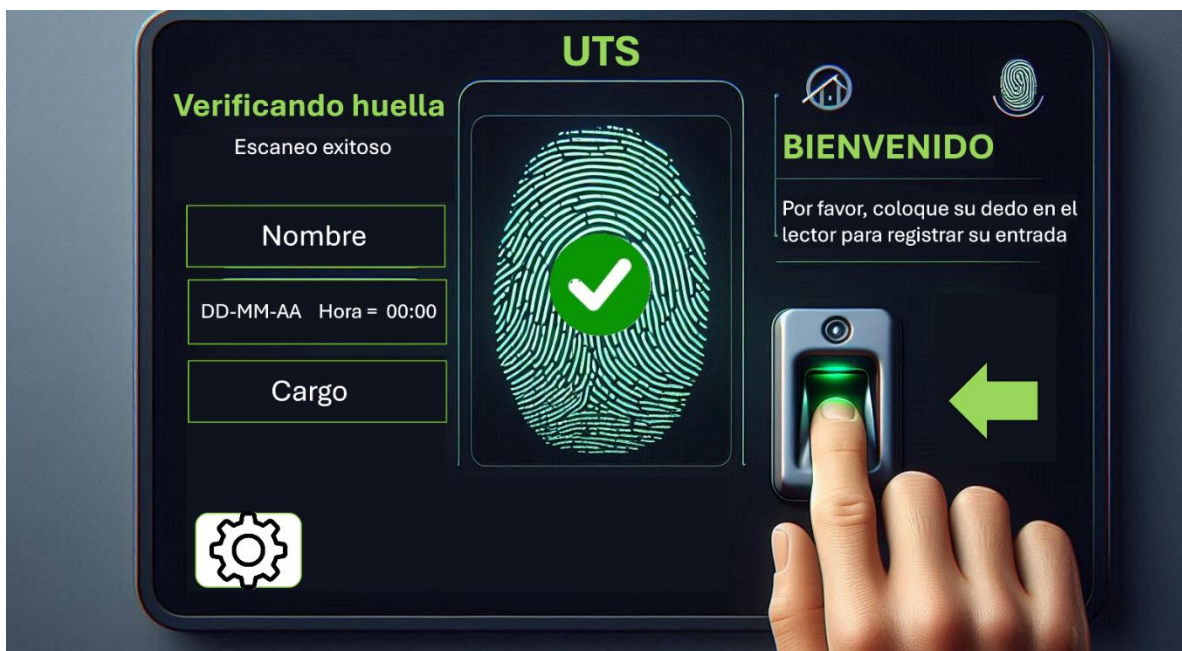 UTS
Verificando huella
Escaneo exitoso
Nombre
DD-MM-AA Hora = 00:00
Cargo
BIENVENIDO
Por favor, coloque su dedo en el
lector para registrar su entrada